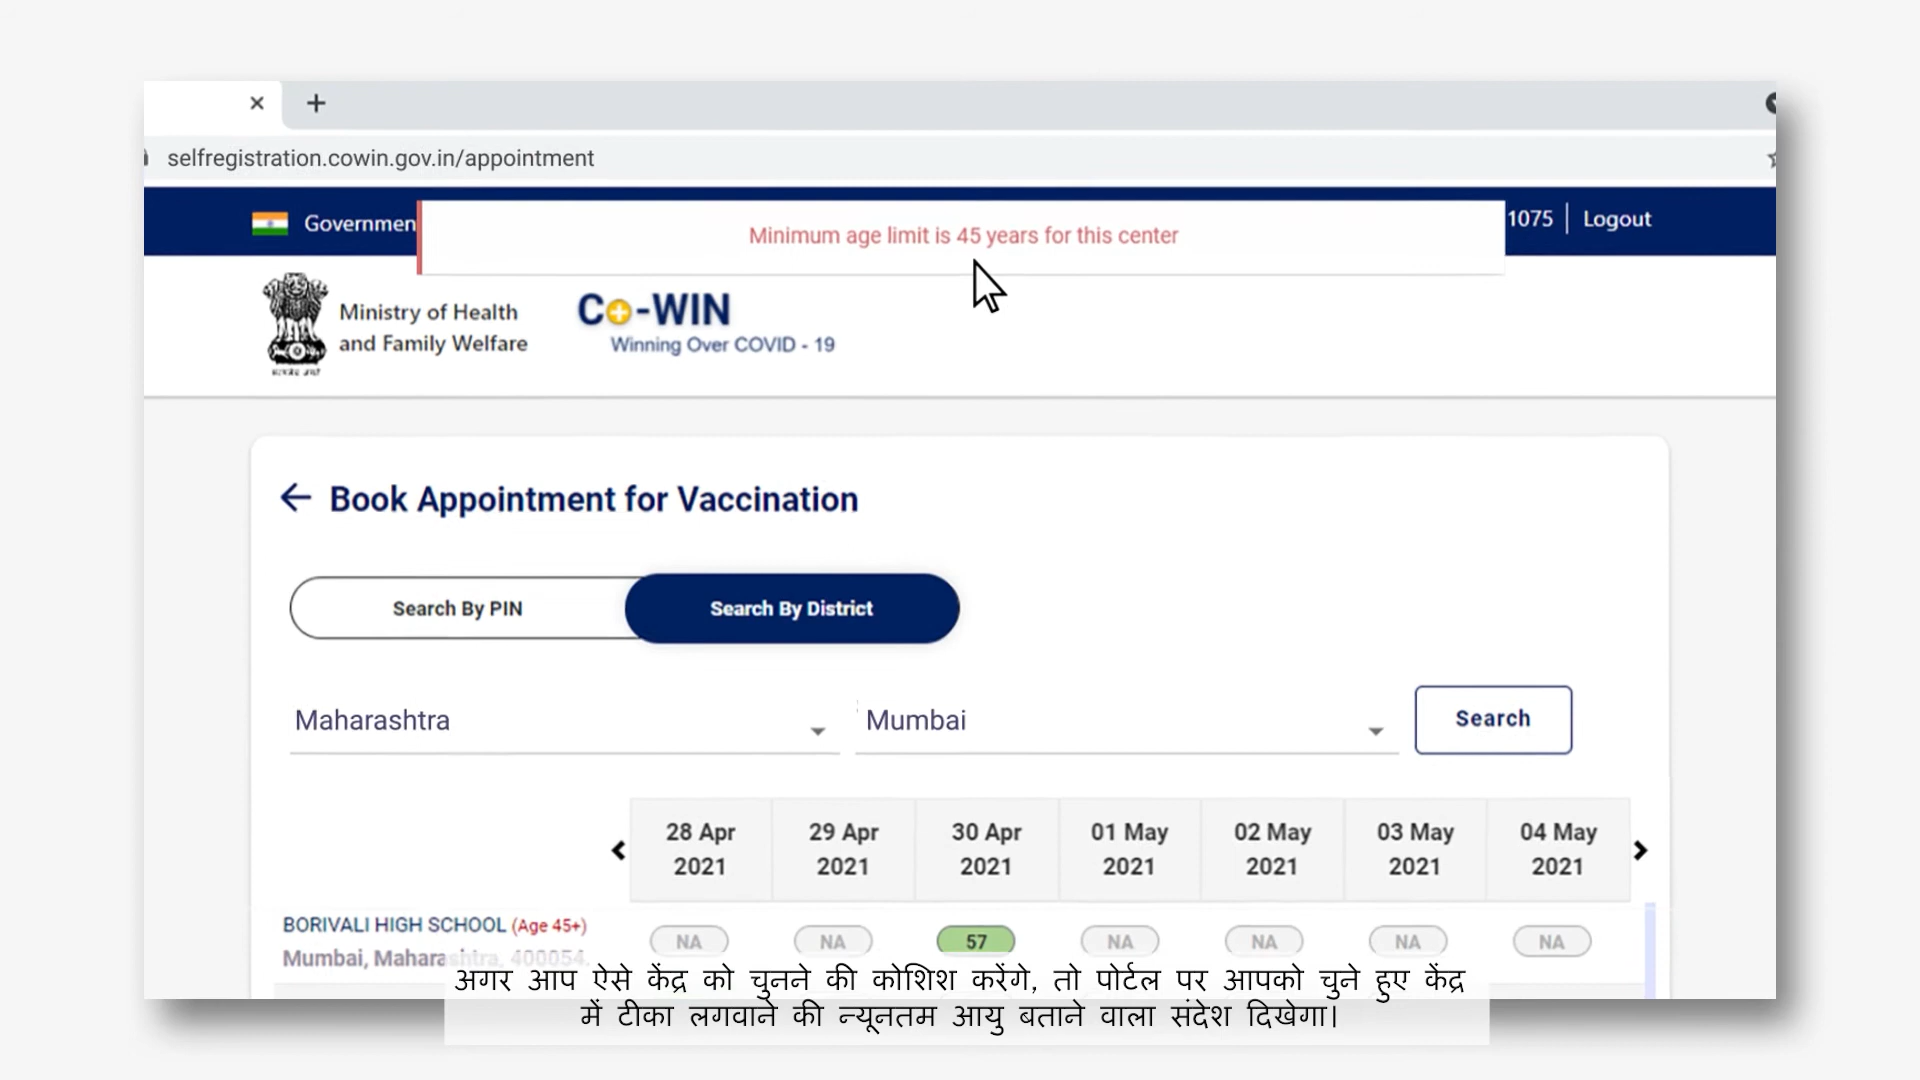 selfregistration.cowin.gov.in/appointment
Governmen
Minimum age limit is 45 years for this center
1075
Logout
Ministry of Health
and Family Welfare
Co-WIN
Winning Over COVID - 19
Book Appointment for Vaccination
Search By PIN
Search By District
Maharashtra
Mumbai
Search
28 Apr
2021
29 Apr
2021
30 Apr
2021
01 May
2021
02 May
2021
03 May
2021
04 May
2021
BORIVALI HIGH SCHOOL (Age 45+)
NA
NA
57
NA
NA
NA
NA
Mumbai, Maharashtra, 400054.
अगर आप ऐसे केंद्र को चुनने की कोशिश करेंगे, तो पोर्टल पर आपको चुने हुए केंद्र
में टीका लगवाने की न्यूनतम आयु बताने वाला संदेश दिखेगा।